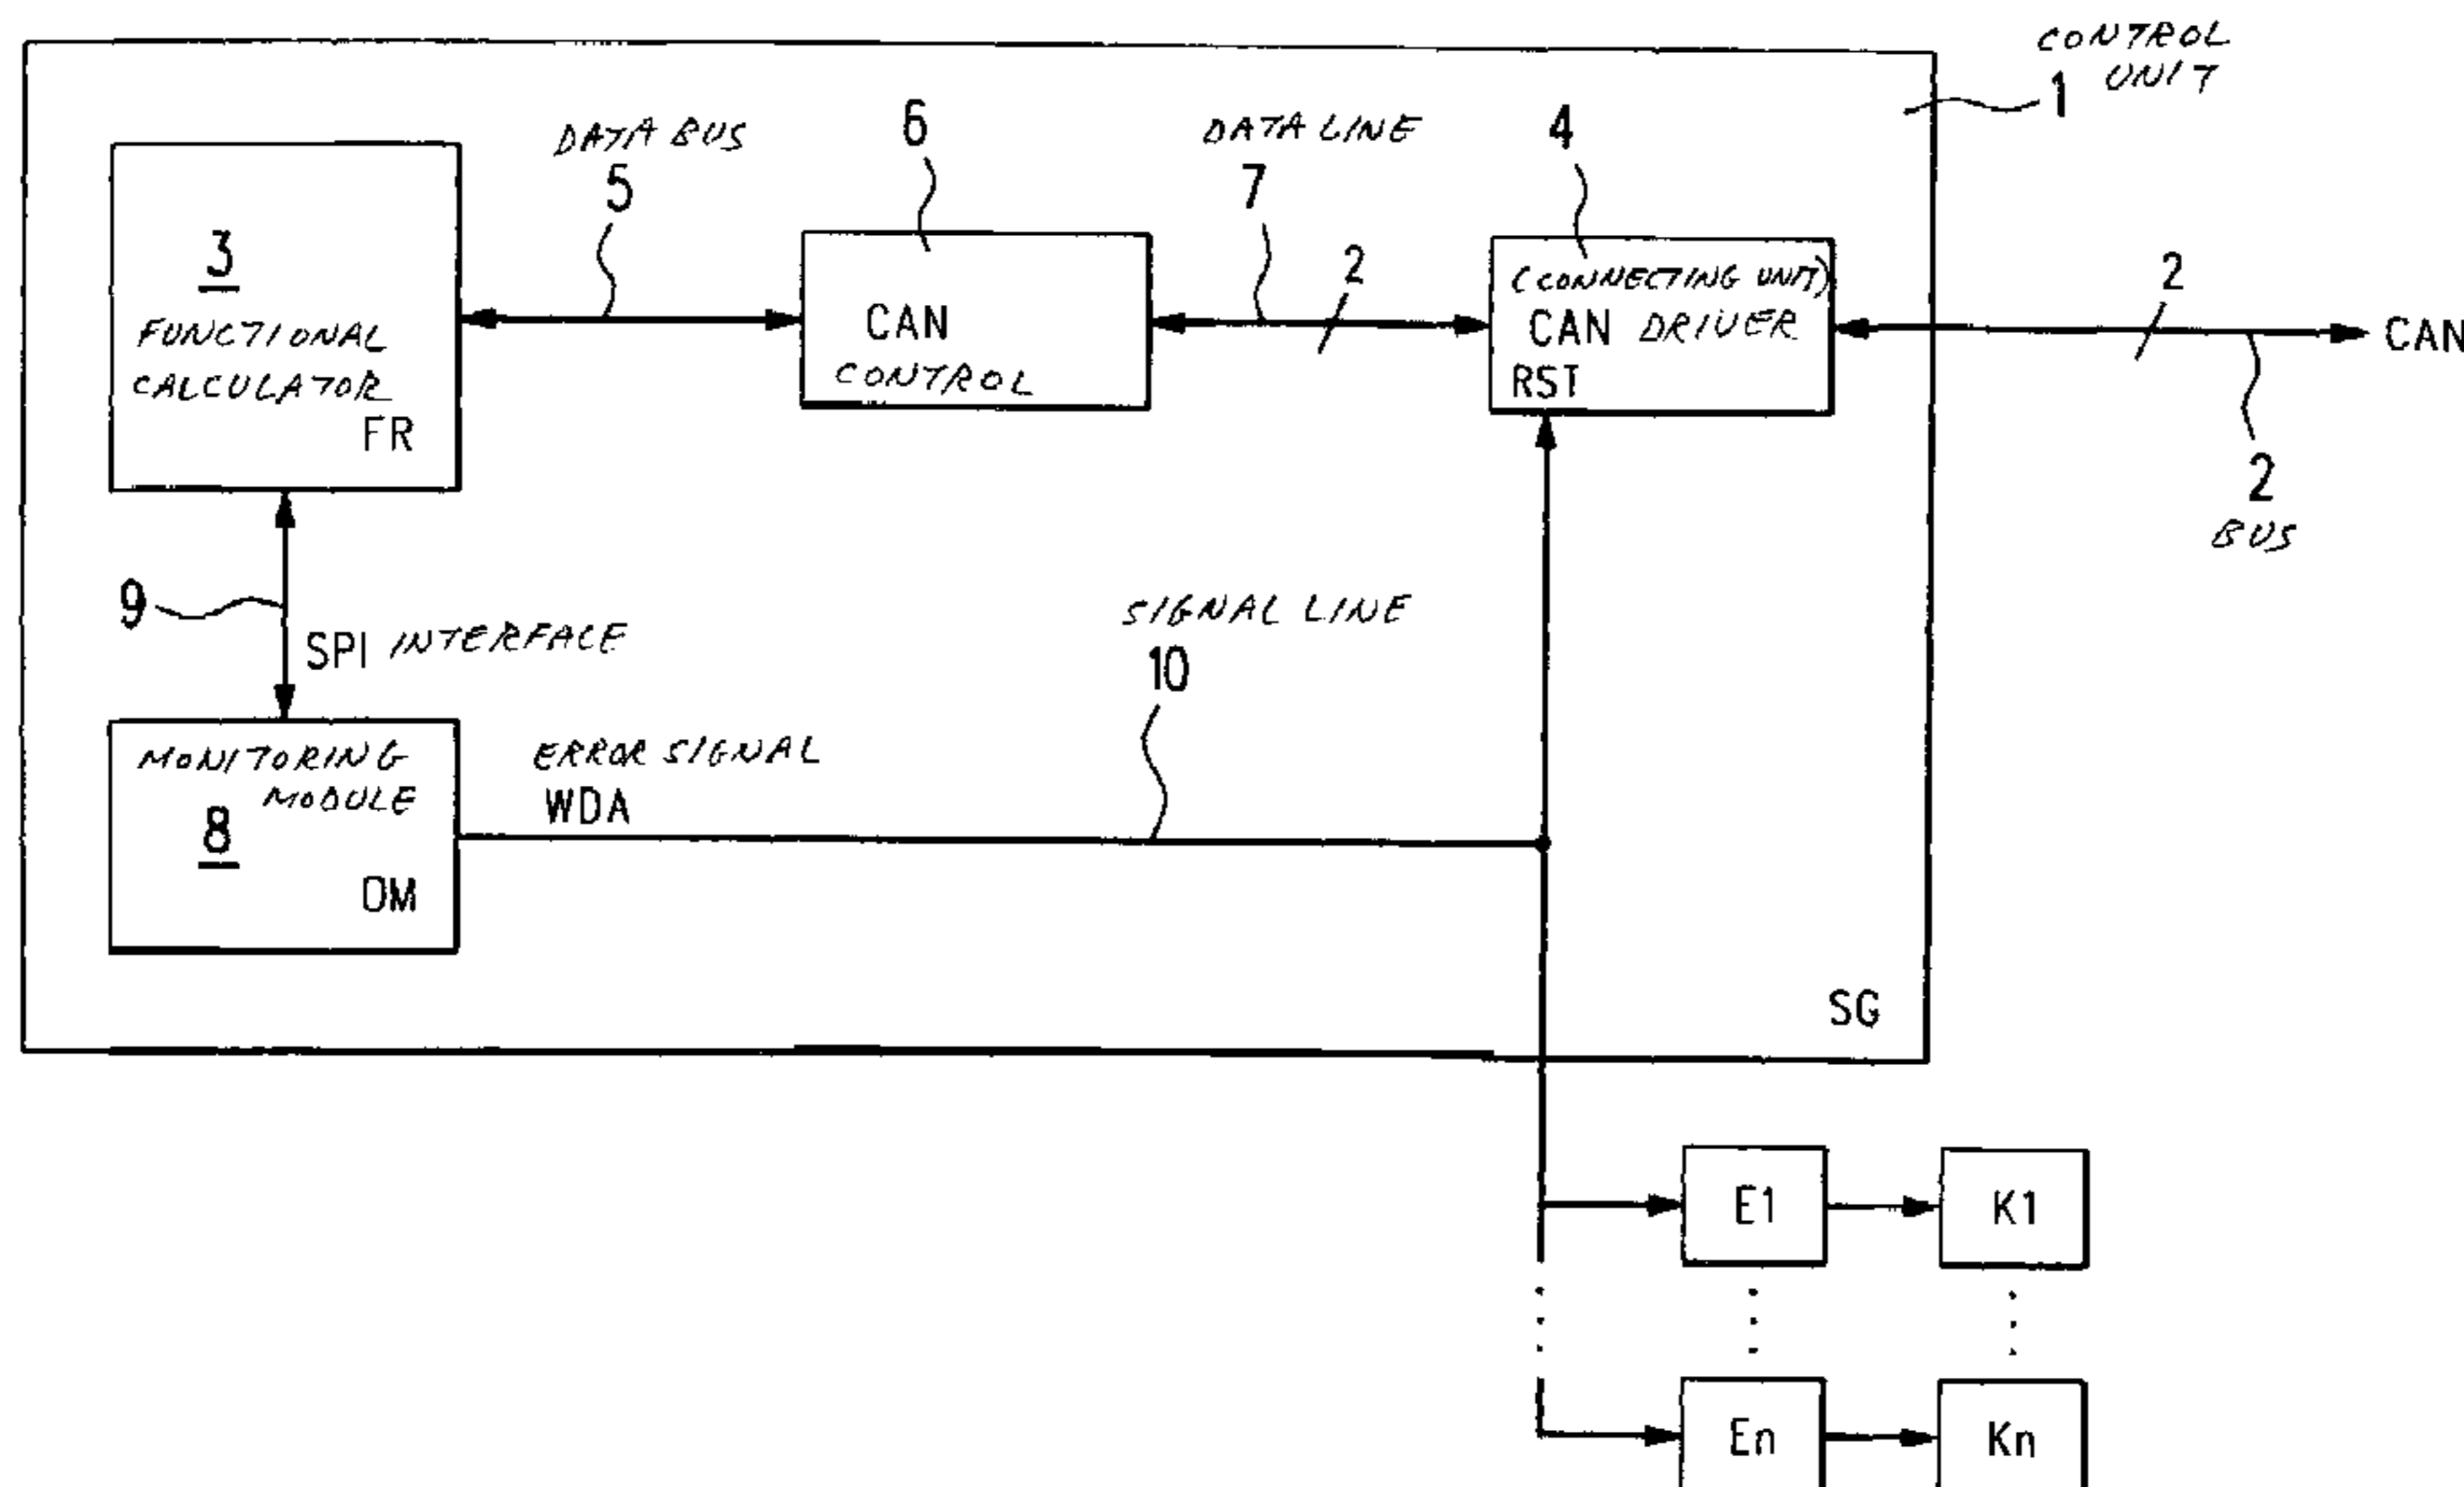 CONTROL
UNIT
1
DATA BUS
5
6
DATA LINE
7
4
3
FUNCTIONAL
CALCULATOR
FR
CAN
CONTROL
2
(CONNECTING UNIT)
CAN DRIVER
RST
2
CAN
2
BUS
9
SPI INTERFACE
SIGNAL LINE
10
MONITORING
MODULE
8
OM
ERROR SIGNAL
WDA
SG
E1
K1
En
Kn